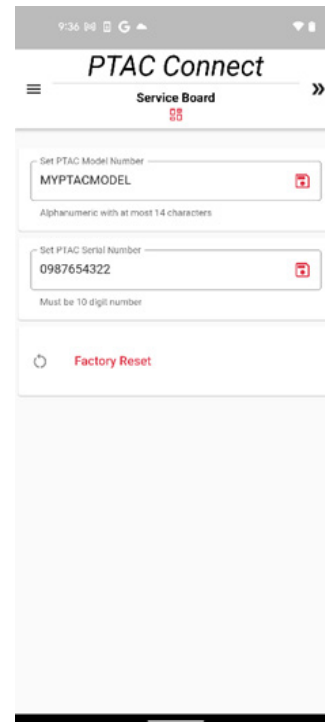 9:36 G
PTAC Connect
Service Board
Set PTAC Model Number
MYPTACMODEL
Alphanumeric with at most 14 characters
Set PTAC Serial Number
0987654322
Must be 10 digit number
Factory Reset